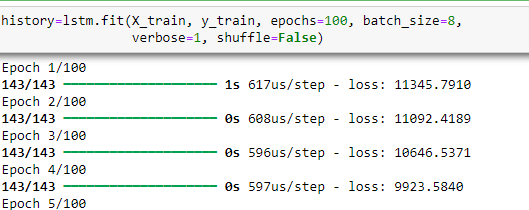 history=lstm.fit(X_train, y_train, epochs=100, batch_size=8,
verbose=1, shuffle=False)
Epoch 1/100
143/143 ━━━━━━━━━━━━━━━━━━━━ 1s 617us/step - loss: 11345.7910
Epoch 2/100
143/143 ━━━━━━━━━━━━━━━━━━━━ 0s 608us/step - loss: 11092.4189
Epoch 3/100
143/143 ━━━━━━━━━━━━━━━━━━━━ 0s 596us/step - loss: 10646.5371
Epoch 4/100
143/143 ━━━━━━━━━━━━━━━━━━━━ 0s 597us/step - loss: 9923.5840
Epoch 5/100